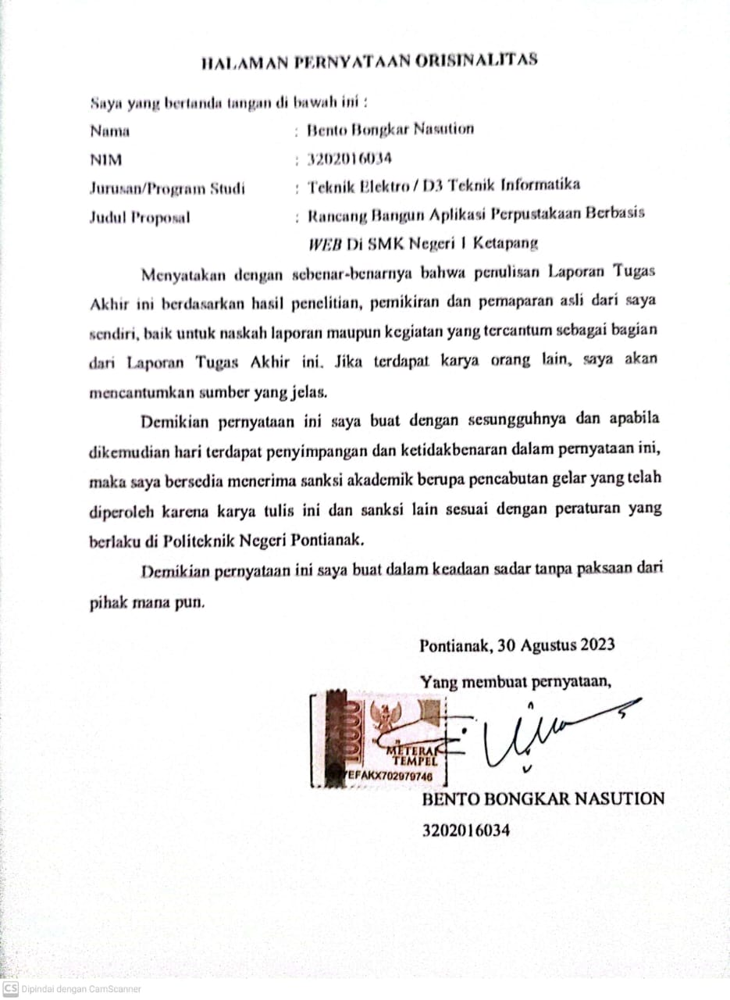 HALAMAN PERNYATAAN ORISINALITAS
Saya yang bertanda tangan di bawah ini :
Nama : Bento Bongkar Nasution
NIM : 3202016034
Jurusan/Program Studi : Teknik Elektro / D3 Teknik Informatika
Judul Proposal : Rancang Bangun Aplikasi Perpustakaan Berbasis
WEB Di SMK Negeri 1 Ketapang
Menyatakan dengan sebenar-benarnya bahwa penulisan Laporan Tugas
Akhir ini berdasarkan hasil penelitian, pemikiran dan pemaparan asli dari saya
sendiri, baik untuk naskah laporan maupun kegiatan yang tercantum sebagai bagian
dari Laporan Tugas Akhir ini. Jika terdapat karya orang lain, saya akan
mencantumkan sumber yang jelas.
Demikian pernyataan ini saya buat dengan sesungguhnya dan apabila
dikemudian hari terdapat penyimpangan dan ketidakbenaran dalam pernyataan ini,
maka saya bersedia menerima sanksi akademik berupa pencabutan gelar yang telah
diperoleh karena karya tulis ini dan sanksi lain sesuai dengan peraturan yang
berlaku di Politeknik Negeri Pontianak.
Demikian pernyataan ini saya buat dalam keadaan sadar tanpa paksaan dari
pihak mana pun.
Pontianak, 30 Agustus 2023
Yang membuat pernyataan,
10000
METERAI
TEMPEL
EFAKX702979746
BENTO BONGKAR NASUTION
3202016034
CS Dipindai dengan CamScanner